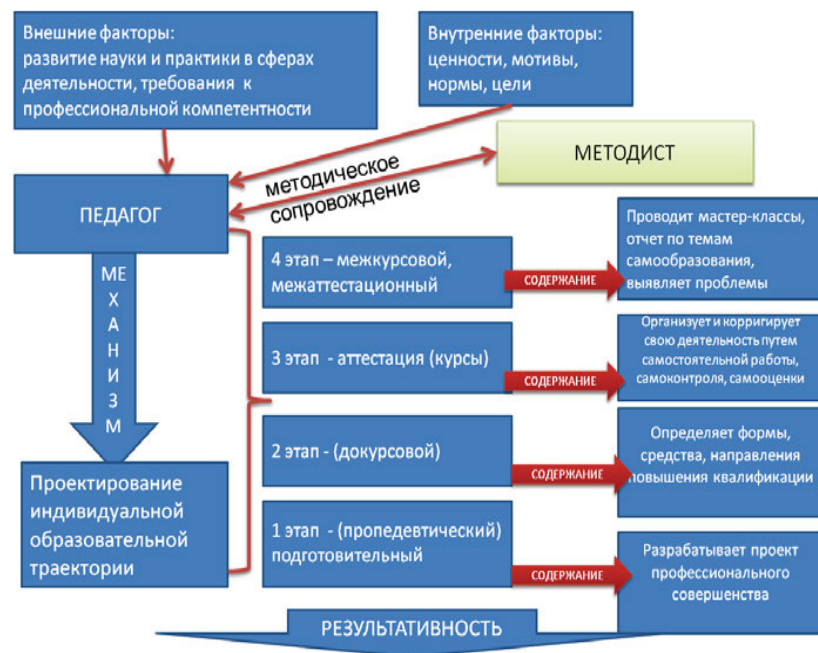 Внешние факторы:
развитие науки и практики в сферах
деятельности, требования к
профессиональной компетентности
Внутренние факторы:
ценности, мотивы,
нормы, цели
методическое
сопровождение
МЕТОДИСТ
ПЕДАГОГ
МЕ
Х
А
Н
И
З
М
Проектирование
индивидуальной
образовательной
траектории
4 этап – межкурсовой,
межаттестационный
СОДЕРЖАНИЕ
Проводит мастер-классы,
отчет по темам
самообразования,
выявляет проблемы
3 этап - аттестация (курсы)
СОДЕРЖАНИЕ
Организует и корригирует
свою деятельность путем
самостоятельной работы,
самоконтроля, самооценки
2 этап - (докурсовой)
СОДЕРЖАНИЕ
Определяет формы,
средства, направления
повышения квалификации
1 этап - (пропедевтический)
подготовительный
СОДЕРЖАНИЕ
Разрабатывает проект
профессионального
совершенства
РЕЗУЛЬТАТИВНОСТЬ